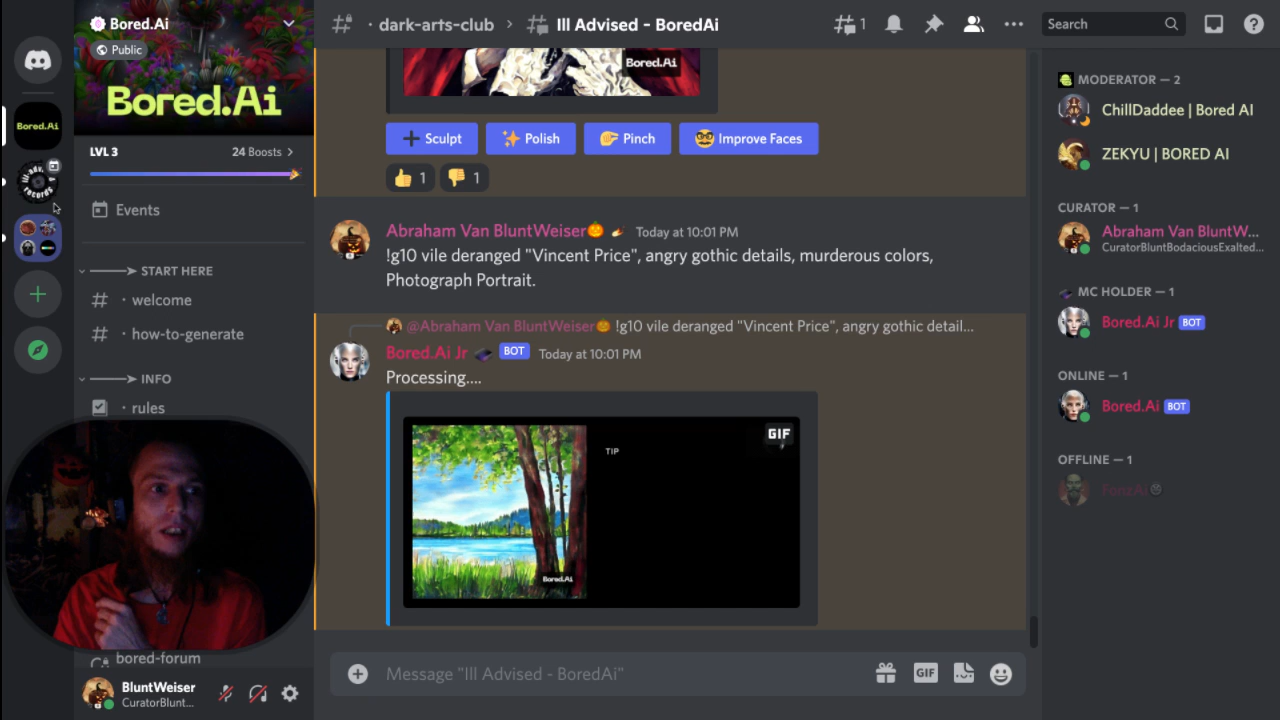 Bored.Ai
Public
Bored.Ai
LVL 3
24 Boosts
Events
START HERE
# · welcome
# · how-to-generate
INFO
· rules
bored-forum
BluntWeiser
CuratorBlunt...
Bored.Ai
· dark-arts-club > Ill Advised - BoredAi
1
Search
Bored.Ai
Sculpt
Polish
Pinch
Improve Faces
1
1
Abraham Van BluntWeiser Today at 10:01 PM
!g10 vile deranged "Vincent Price", angry gothic details, murderous colors,
Photograph Portrait.
@Abraham Van BluntWeiser !g10 vile deranged "Vincent Price", angry gothic detail...
Bored.Ai Jr BOT Today at 10:01 PM
Processing....
TIP
GIF
Bored.Ai
Message "Ill Advised - BoredAi"
GIF
MODERATOR — 2
ChillDaddee | Bored AI
ZEKYU | BORED AI
CURATOR — 1
Abraham Van BluntW...
CuratorBluntBodaciousExalted...
MC HOLDER — 1
Bored.Ai Jr BOT
ONLINE — 1
Bored.Ai BOT
OFFLINE — 1